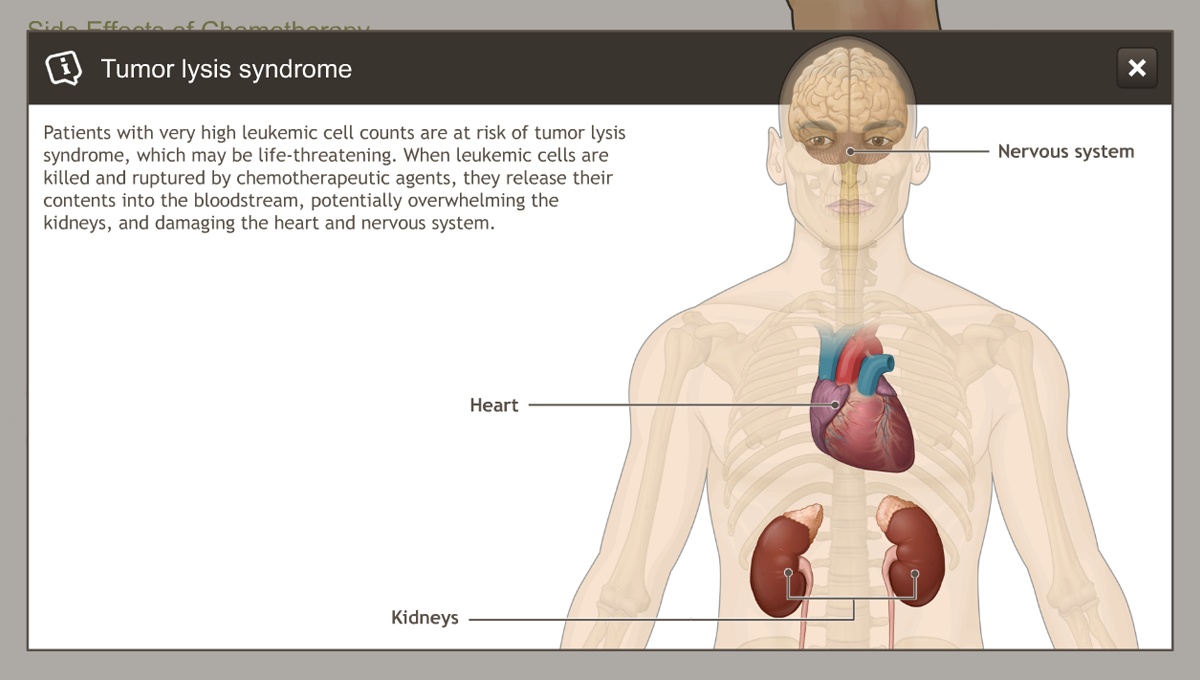 Side Effects of Chemotherapy
Tumor lysis syndrome
Patients with very high leukemic cell counts are at risk of tumor lysis
syndrome, which may be life-threatening. When leukemic cells are
killed and ruptured by chemotherapeutic agents, they release their
contents into the bloodstream, potentially overwhelming the
kidneys, and damaging the heart and nervous system.
Nervous system
Heart
Kidneys